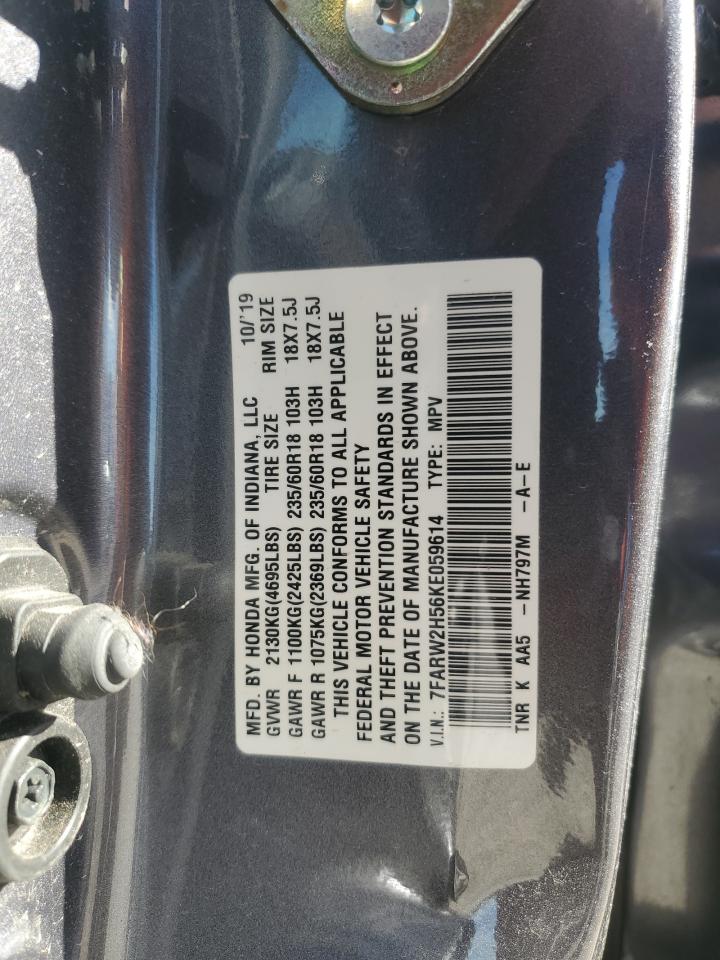 MFD. BY HONDA MFG. OF INDIANA, LLC 10/'19
GVWR 2130KG(4695LBS) TIRE SIZE RIM SIZE
GAWR F 1100KG(2425LBS) 235/60R18 103H 18X7.5J
GAWR R 1075KG(2369LBS) 235/60R18 103H 18X7.5J
THIS VEHICLE CONFORMS TO ALL APPLICABLE
FEDERAL MOTOR VEHICLE SAFETY
AND THEFT PREVENTION STANDARDS IN EFFECT
ON THE DATE OF MANUFACTURE SHOWN ABOVE.
V.I.N.: 7FARW2H56KE059614 TYPE: MPV
TNR K AA5 -NH797M -A-E